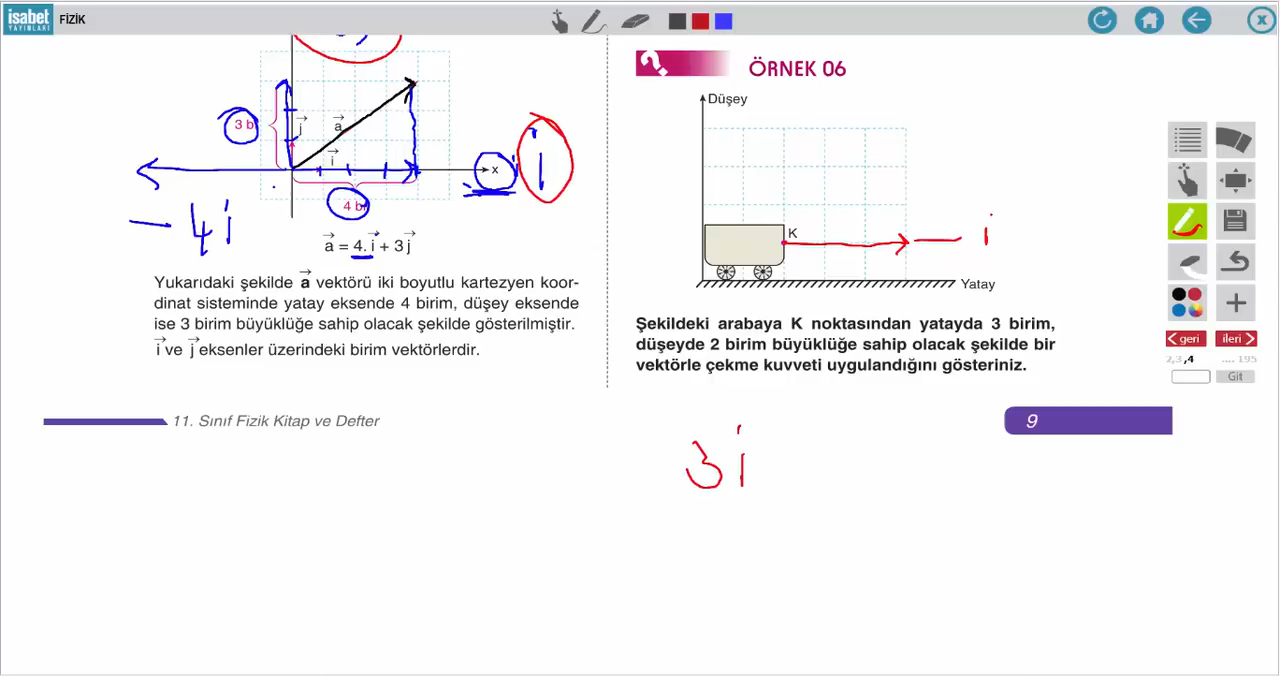 isabet
YAYINLARI
FİZİK
3 b
j
a
i
x
i
4 b
- 4 i
a = 4. i + 3 j
Yukarıdaki şekilde a vektörü iki boyutlu kartezyen koor-
dinat sisteminde yatay eksende 4 birim, düşey eksende
ise 3 birim büyüklüğe sahip olacak şekilde gösterilmiştir.
i ve j eksenler üzerindeki birim vektörlerdir.
11. Sınıf Fizik Kitap ve Defter
?
ÖRNEK 06
Düşey
K
i
Yatay
Şekildeki arabaya K noktasından yatayda 3 birim,
düşeyde 2 birim büyüklüğe sahip olacak şekilde bir
vektörle çekme kuvveti uygulandığını gösteriniz.
9
3 i
geri
ileri
2,3,4 .... 195
Git